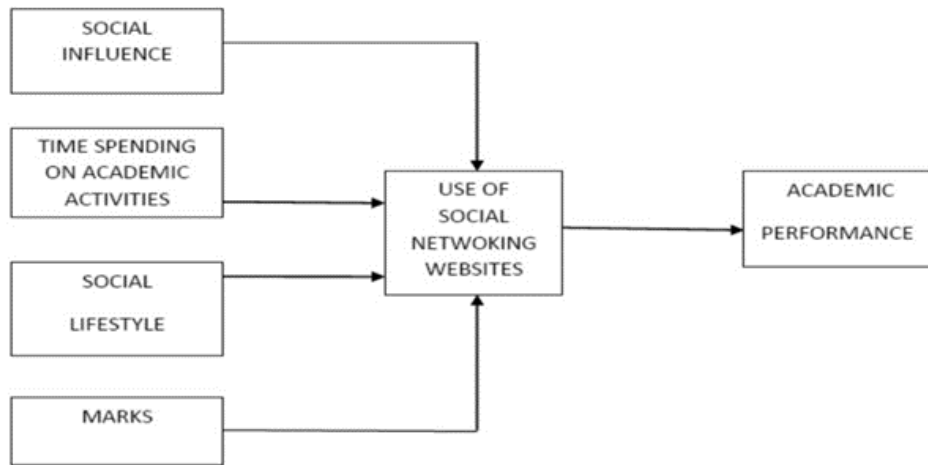 SOCIAL
INFLUENCE
TIME SPENDING
ON ACADEMIC
ACTIVITIES
SOCIAL
LIFESTYLE
MARKS
USE OF
SOCIAL
NETWOKING
WEBSITES
ACADEMIC
PERFORMANCE